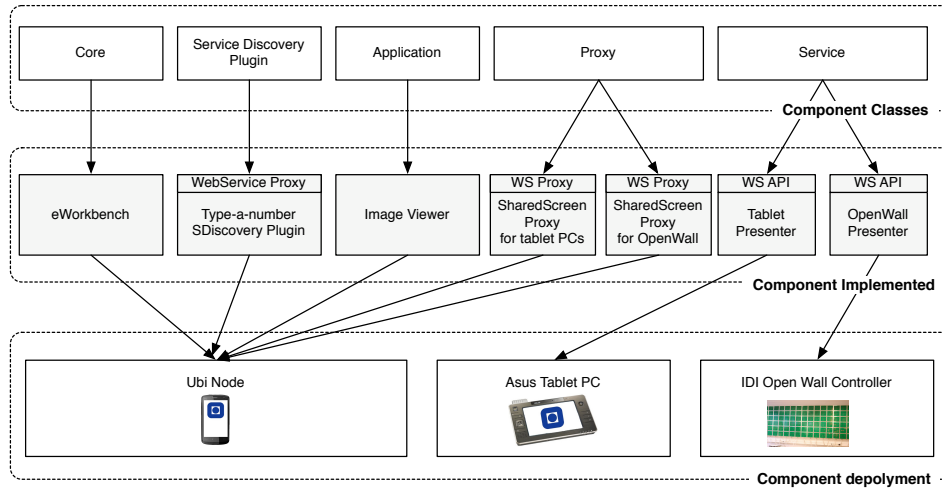 Core
Service Discovery
Plugin
Application
Proxy
Service
Component Classes
eWorkbench
WebService Proxy
Type-a-number
SDiscovery Plugin
Image Viewer
WS Proxy
SharedScreen
Proxy
for tablet PCs
WS Proxy
SharedScreen
Proxy
for OpenWall
WS API
Tablet
Presenter
WS API
OpenWall
Presenter
Component Implemented
Ubi Node
Asus Tablet PC
IDI Open Wall Controller
Component depolyment